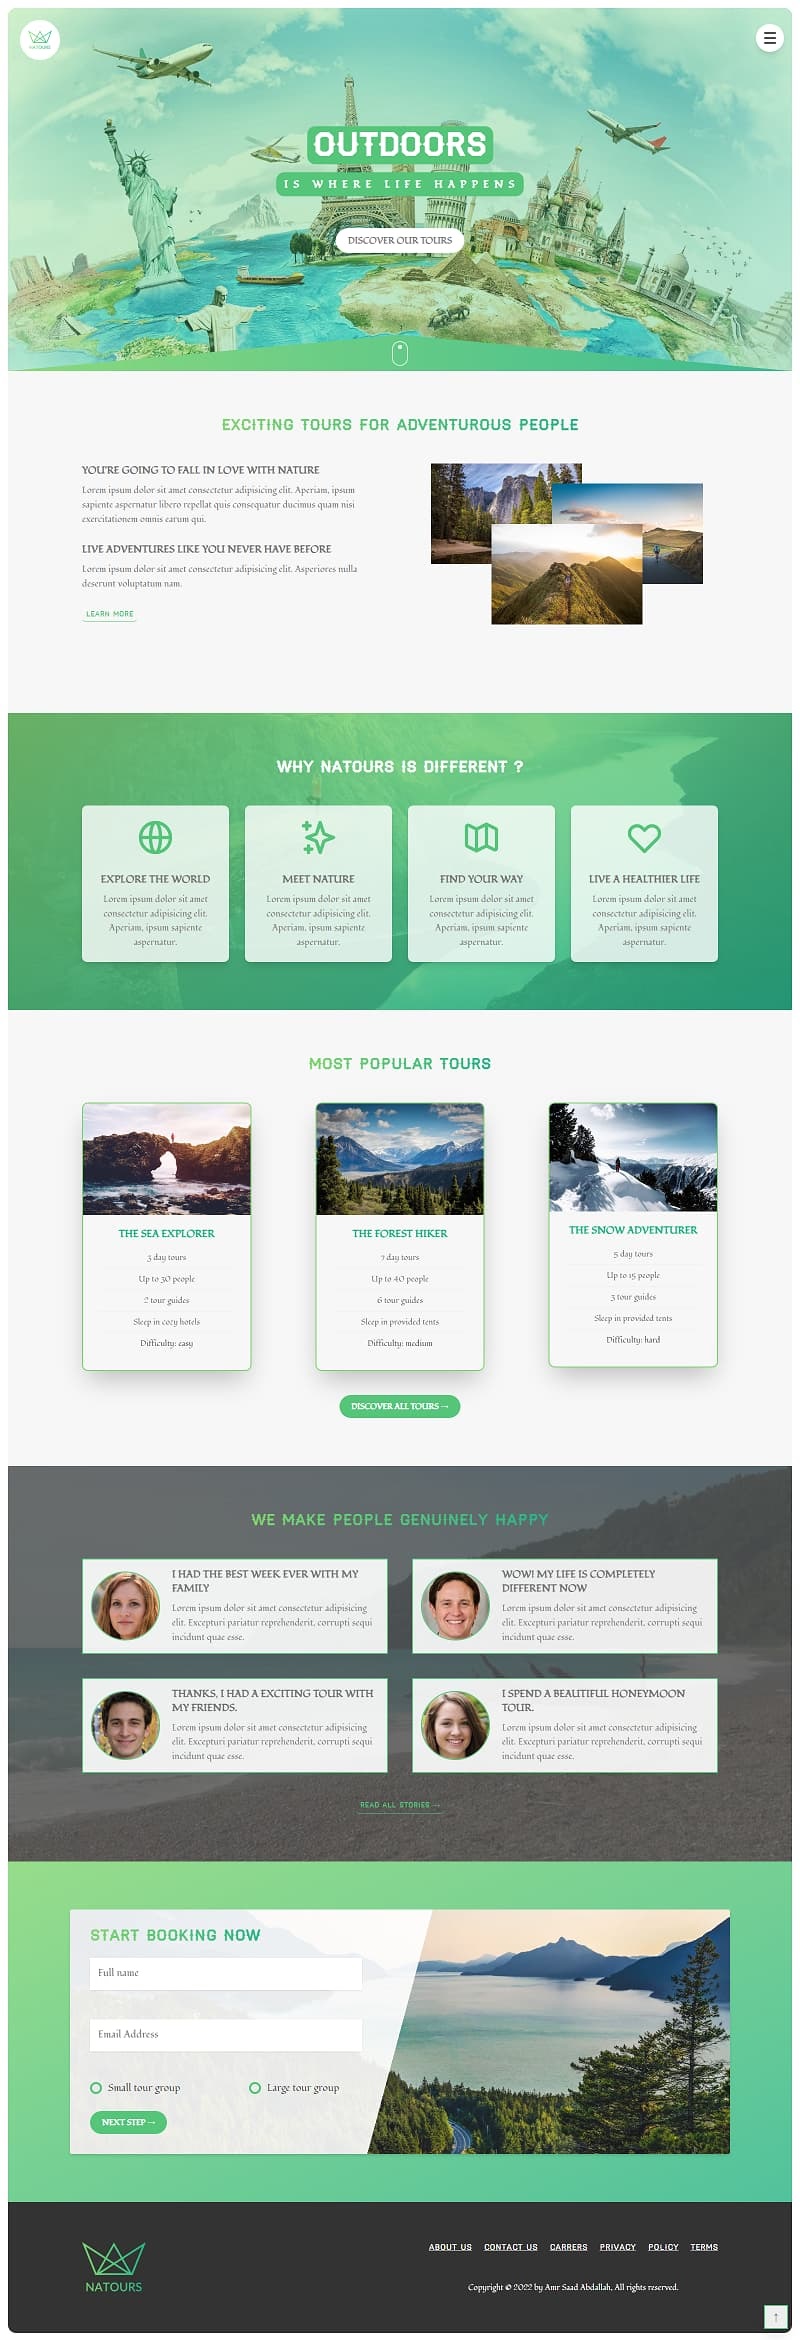 NATOURS
OUTDOORS
IS WHERE LIFE HAPPENS
DISCOVER OUR TOURS
EXCITING TOURS FOR ADVENTUROUS PEOPLE
YOU'RE GOING TO FALL IN LOVE WITH NATURE
Lorem ipsum dolor sit amet consectetur adipisicing elit. Aperiam, ipsum
sapiente aspernatur libero repellat quis consequatur ducimus quam nisi
exercitationem omnis earum qui.
LIVE ADVENTURES LIKE YOU NEVER HAVE BEFORE
Lorem ipsum dolor sit amet consectetur adipisicing elit. Asperiores nulla
deserunt voluptatum nam.
LEARN MORE
WHY NATOURS IS DIFFERENT ?
EXPLORE THE WORLD
Lorem ipsum dolor sit amet
consectetur adipisicing elit.
Aperiam, ipsum sapiente
aspernatur.
MEET NATURE
Lorem ipsum dolor sit amet
consectetur adipisicing elit.
Aperiam, ipsum sapiente
aspernatur.
FIND YOUR WAY
Lorem ipsum dolor sit amet
consectetur adipisicing elit.
Aperiam, ipsum sapiente
aspernatur.
LIVE A HEALTHIER LIFE
Lorem ipsum dolor sit amet
consectetur adipisicing elit.
Aperiam, ipsum sapiente
aspernatur.
MOST POPULAR TOURS
THE SEA EXPLORER
3 day tours
Up to 30 people
2 tour guides
Sleep in cozy hotels
Difficulty: easy
THE FOREST HIKER
7 day tours
Up to 40 people
6 tour guides
Sleep in provided tents
Difficulty: medium
THE SNOW ADVENTURER
5 day tours
Up to 15 people
3 tour guides
Sleep in provided tents
Difficulty: hard
DISCOVER ALL TOURS →
WE MAKE PEOPLE GENUINELY HAPPY
I HAD THE BEST WEEK EVER WITH MY
FAMILY
Lorem ipsum dolor sit amet consectetur adipisicing
elit. Excepturi pariatur reprehenderit, corrupti sequi
incidunt quae esse.
WOW! MY LIFE IS COMPLETELY
DIFFERENT NOW
Lorem ipsum dolor sit amet consectetur adipisicing
elit. Excepturi pariatur reprehenderit, corrupti sequi
incidunt quae esse.
THANKS, I HAD A EXCITING TOUR WITH
MY FRIENDS.
Lorem ipsum dolor sit amet consectetur adipisicing
elit. Excepturi pariatur reprehenderit, corrupti sequi
incidunt quae esse.
I SPEND A BEAUTIFUL HONEYMOON
TOUR.
Lorem ipsum dolor sit amet consectetur adipisicing
elit. Excepturi pariatur reprehenderit, corrupti sequi
incidunt quae esse.
READ ALL STORIES →
START BOOKING NOW
Full name
Email Address
Small tour group
Large tour group
NEXT STEP →
NATOURS
ABOUT US CONTACT US CARRERS PRIVACY POLICY TERMS
Copyright © 2022 by Amr Saad Abdallah, All rights reserved.
↑